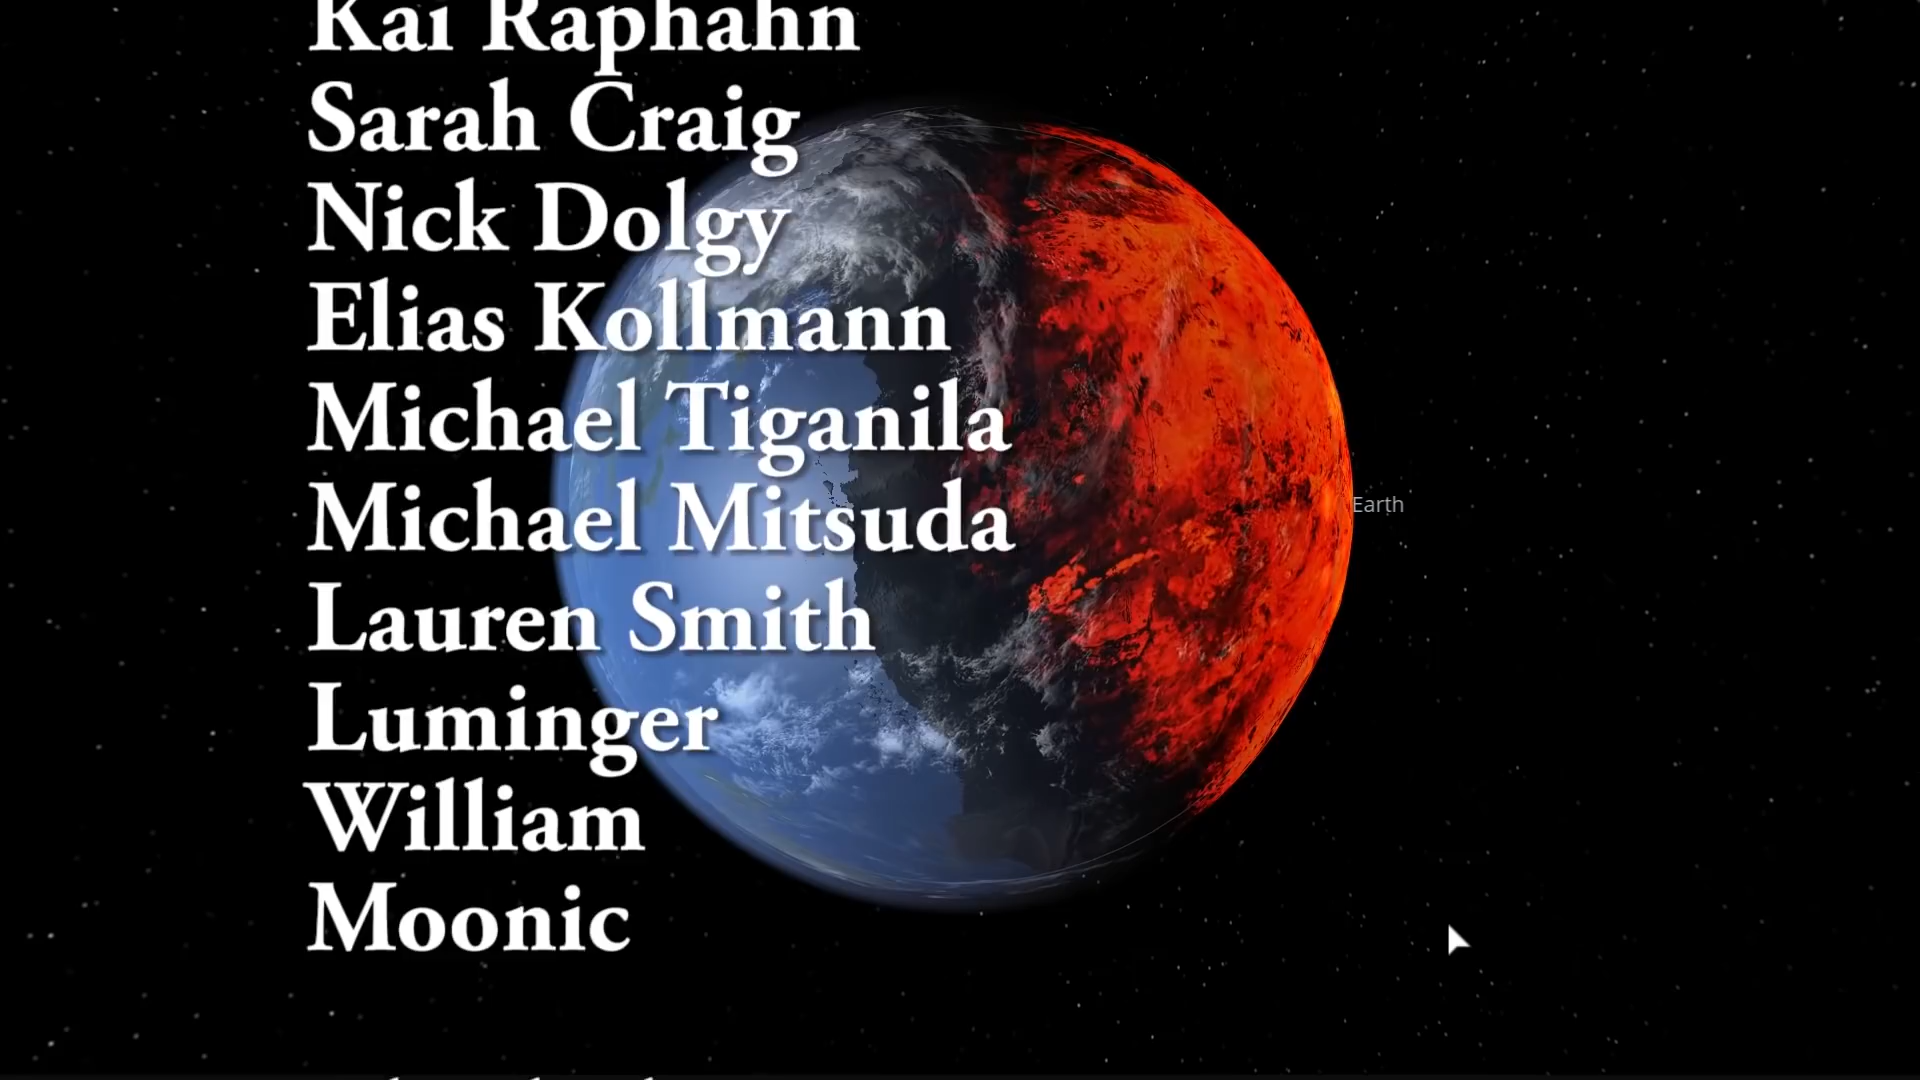 Kai Raphahn
Sarah Craig
Nick Dolgy
Elias Kollmann
Michael Tiganila
Michael Mitsuda
Earth
Lauren Smith
Luminger
William
Moonic